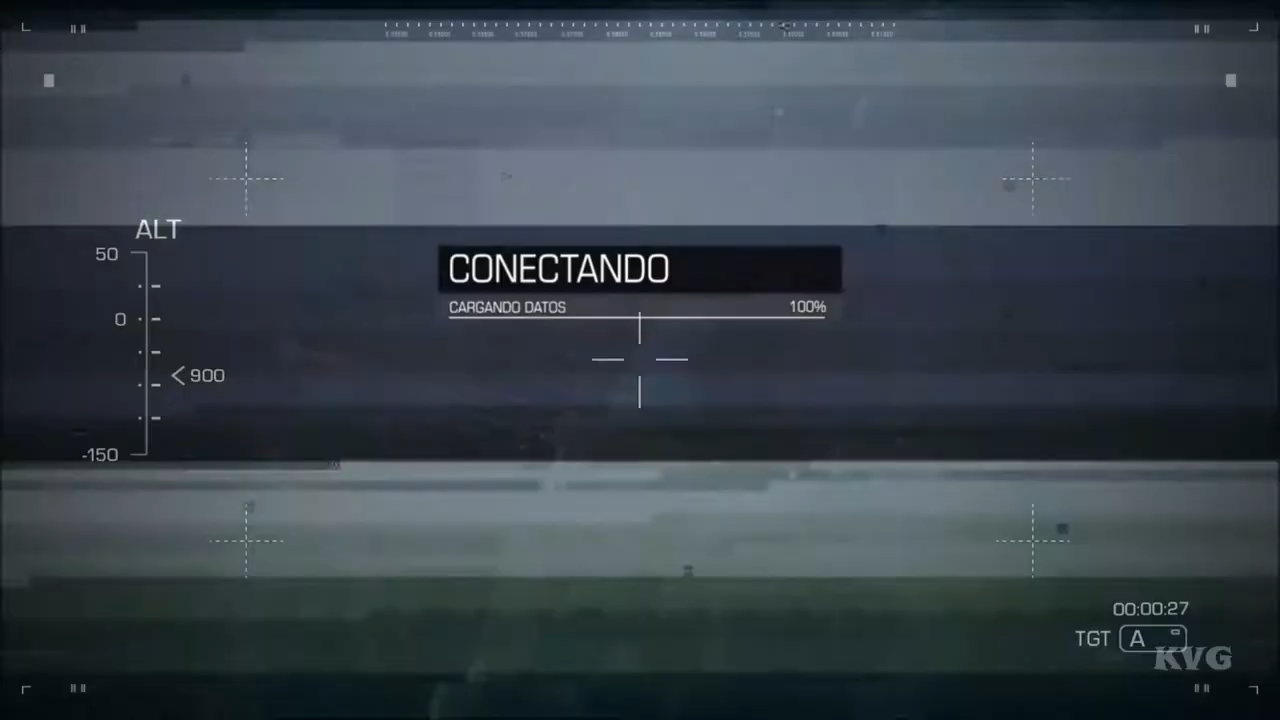 ALT
50
0
900
-150
CONECTANDO
CARGANDO DATOS 100%
00:00:27
TGT A
KVG